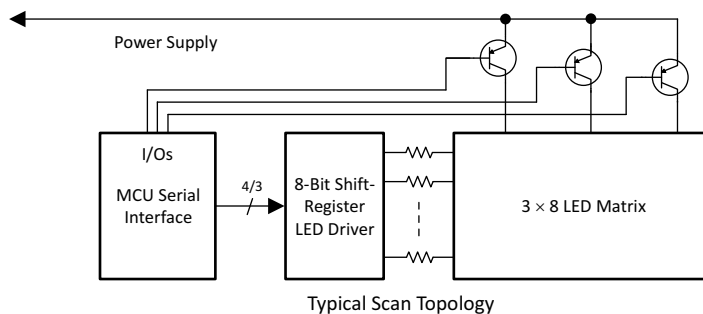 Power Supply
I/Os
MCU Serial
Interface
4/3
8-Bit Shift-
Register
LED Driver
3 × 8 LED Matrix
Typical Scan Topology